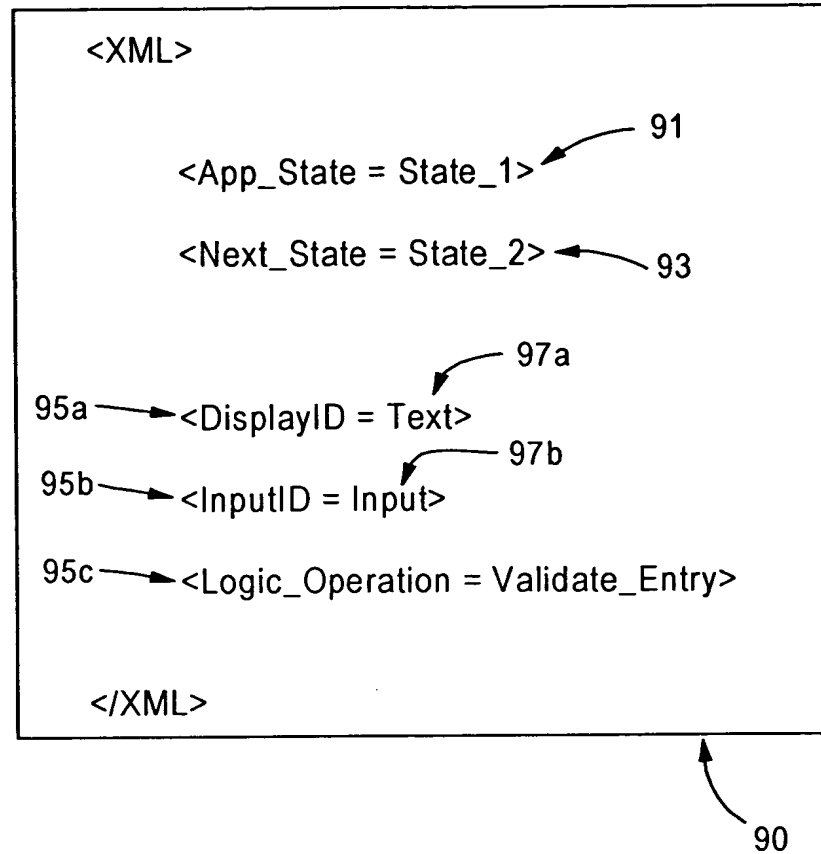 <XML>
91
<App_State = State_1>
<Next_State = State_2>
93
97a
95a
<DisplayID = Text>
97b
95b
<InputID = Input>
95c
<Logic_Operation = Validate_Entry>
</XML>
90